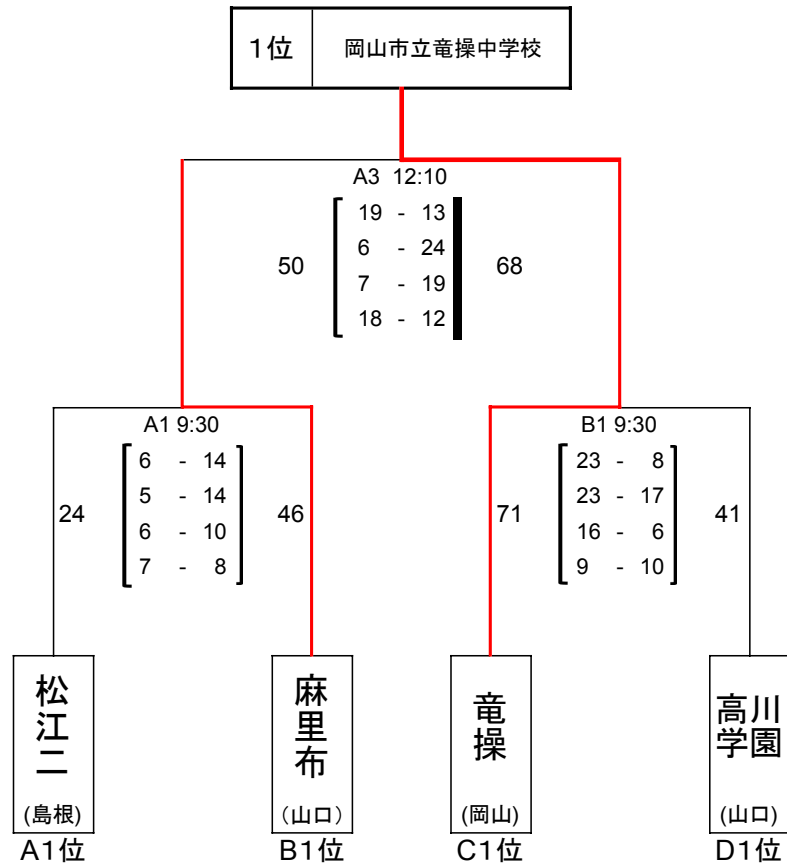 1位 岡山市立竜操中学校
A3 12:10
19 - 13
6 - 24
7 - 19
18 - 12
50
68
A1 9:30
6 - 14
5 - 14
6 - 10
7 - 8
24
46
B1 9:30
23 - 8
23 - 17
16 - 6
9 - 10
71
41
松江二
(島根)
A1位
麻里布
(山口)
B1位
竜操
(岡山)
C1位
高川
学園
(山口)
D1位